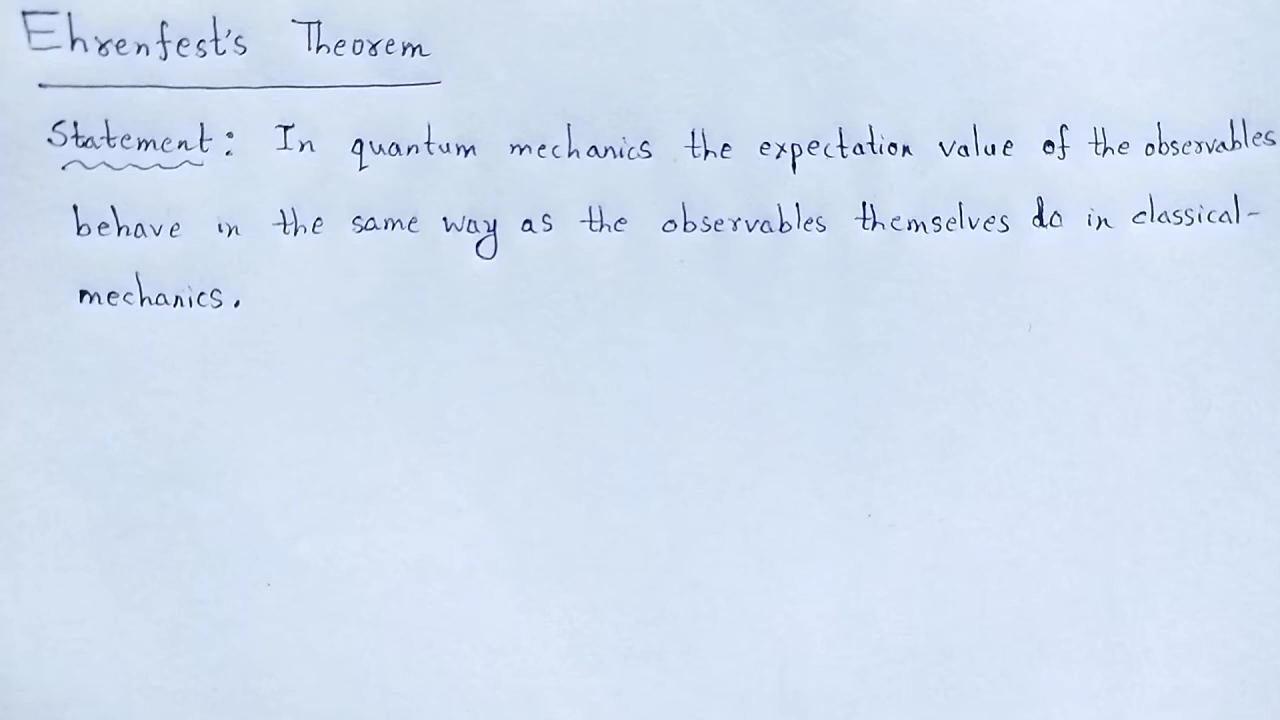 Ehrenfest's Theorem
Statement: In quantum mechanics the expectation value of the observables
behave in the same way as the observables themselves do in classical-
mechanics.